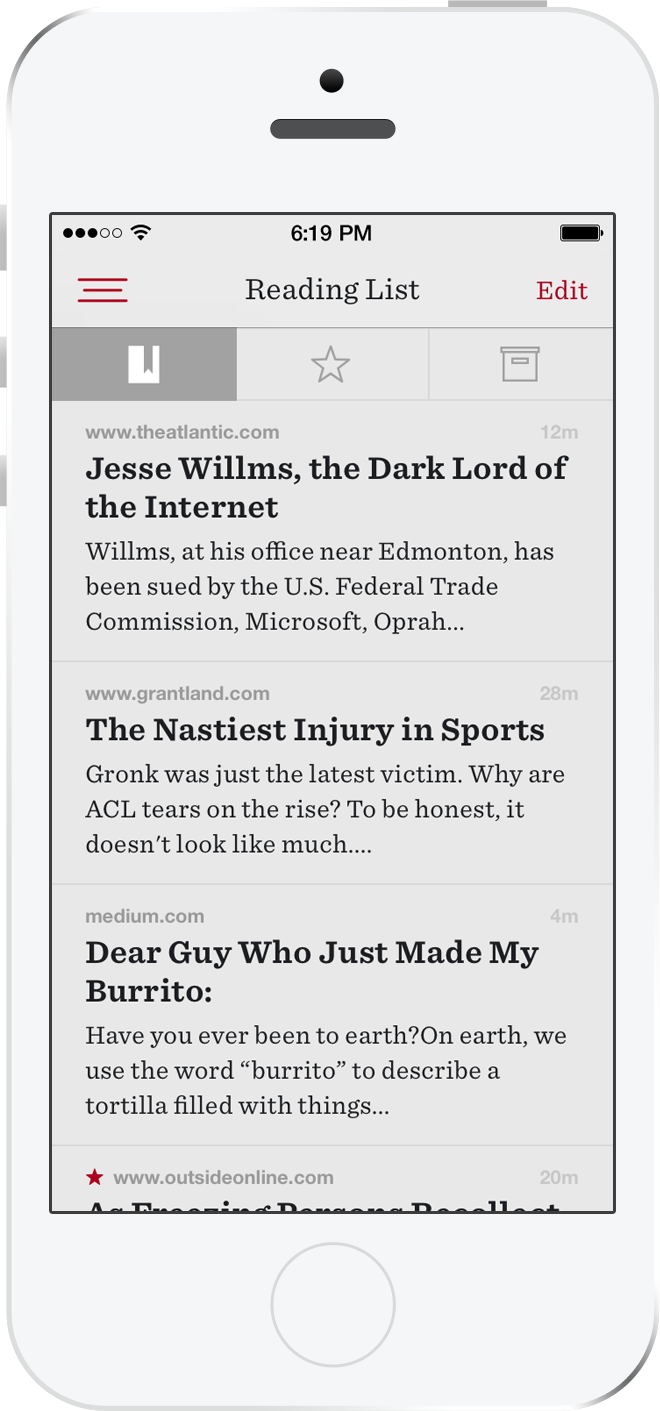 6:19 PM
Reading List
Edit
www.theatlantic.com 12m
Jesse Willms, the Dark Lord of
the Internet
Willms, at his office near Edmonton, has
been sued by the U.S. Federal Trade
Commission, Microsoft, Oprah...
www.grantland.com 28m
The Nastiest Injury in Sports
Gronk was just the latest victim. Why are
ACL tears on the rise? To be honest, it
doesn't look like much....
medium.com 4m
Dear Guy Who Just Made My
Burrito:
Have you ever been to earth?On earth, we
use the word “burrito” to describe a
tortilla filled with things...
www.outsideonline.com 20m
As Freezing Persons Recollect